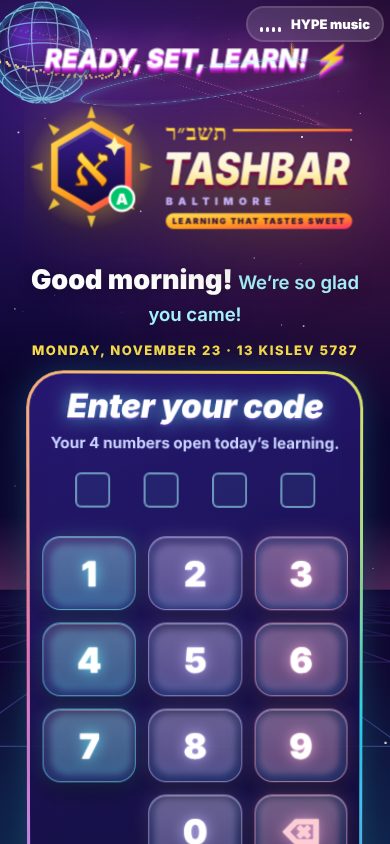 HYPE music
READY, SET, LEARN!
תשב״ר
א
TASHBAR
A
BALTIMORE
LEARNING THAT TASTES SWEET
Good morning! We’re so glad
you came!
MONDAY, NOVEMBER 23 · 13 KISLEV 5787
Enter your code
Your 4 numbers open today’s learning.
1 2 3
4 5 6
7 8 9
0